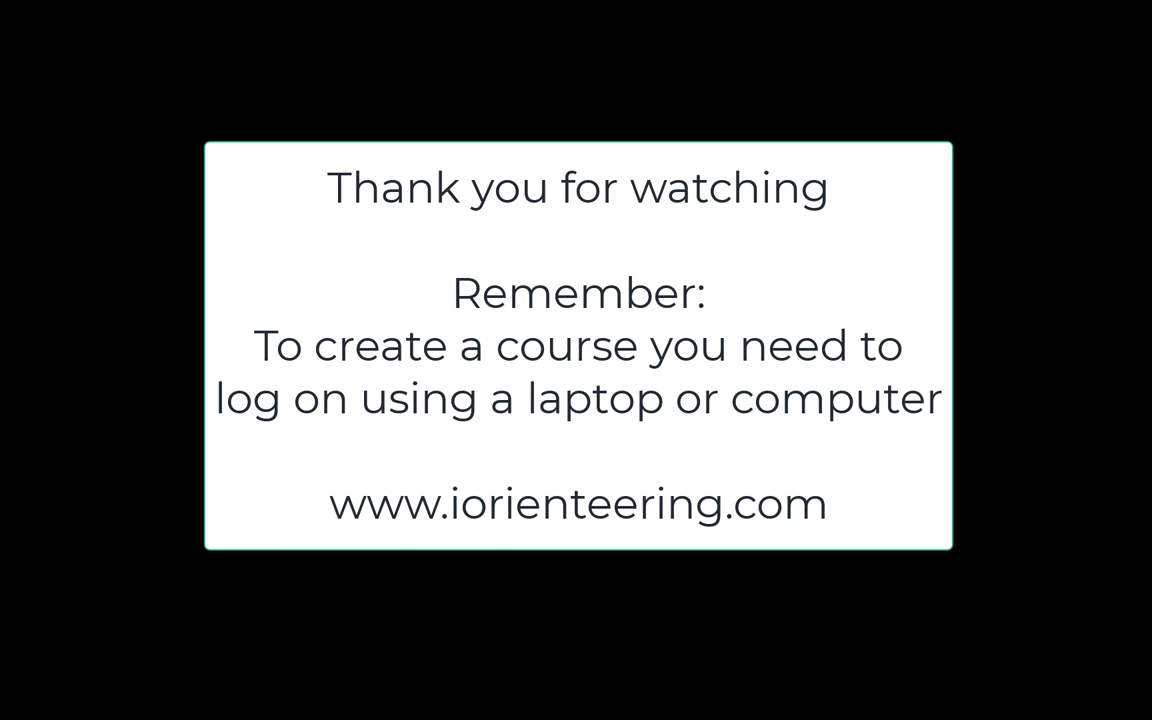 Thank you for watching
Remember:
To create a course you need to
log on using a laptop or computer
www.iorienteering.com